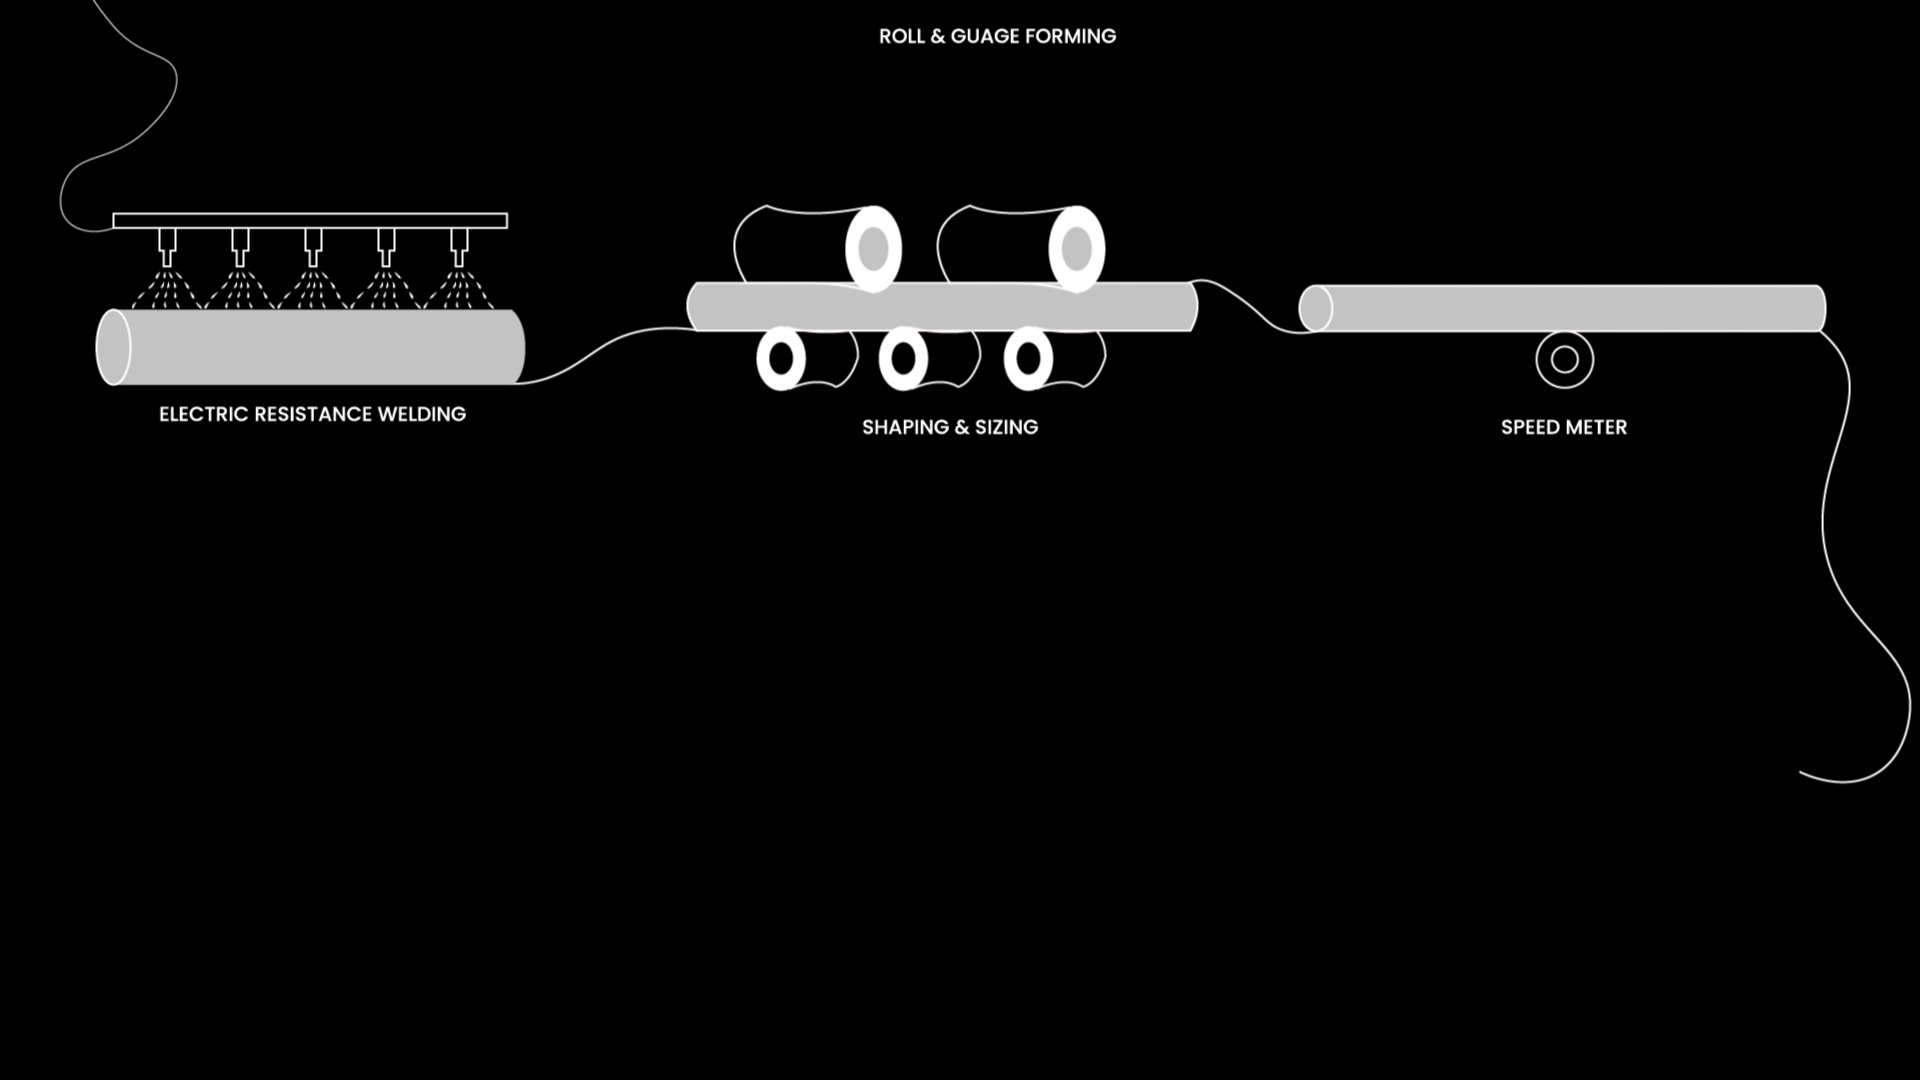 ROLL & GUAGE FORMING
ELECTRIC RESISTANCE WELDING
SHAPING & SIZING
SPEED METER